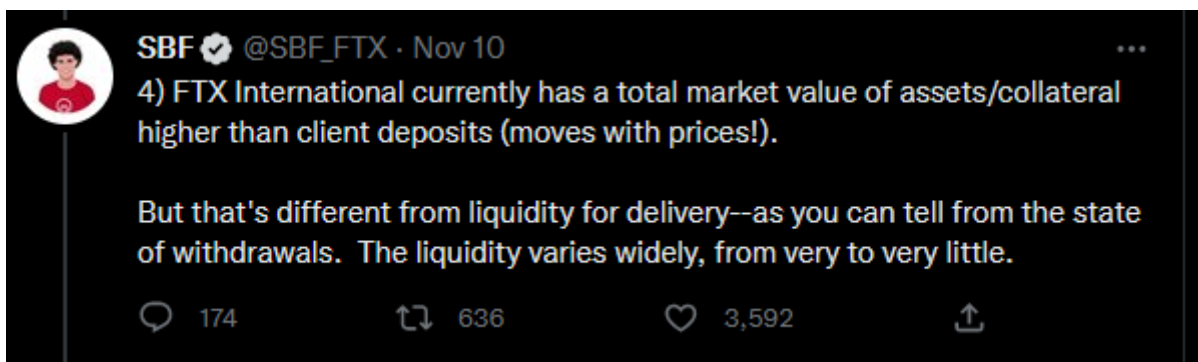 SBF @SBF_FTX · Nov 10
4) FTX International currently has a total market value of assets/collateral
higher than client deposits (moves with prices!).
But that's different from liquidity for delivery--as you can tell from the state
of withdrawals.  The liquidity varies widely, from very to very little.
174 636 3,592